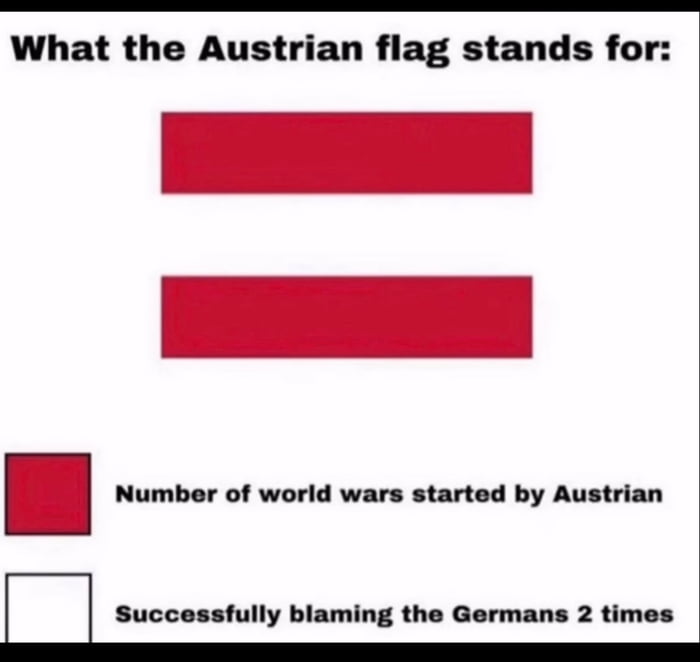 What the Austrian flag stands for:
Number of world wars started by Austrian
Successfully blaming the Germans 2 times